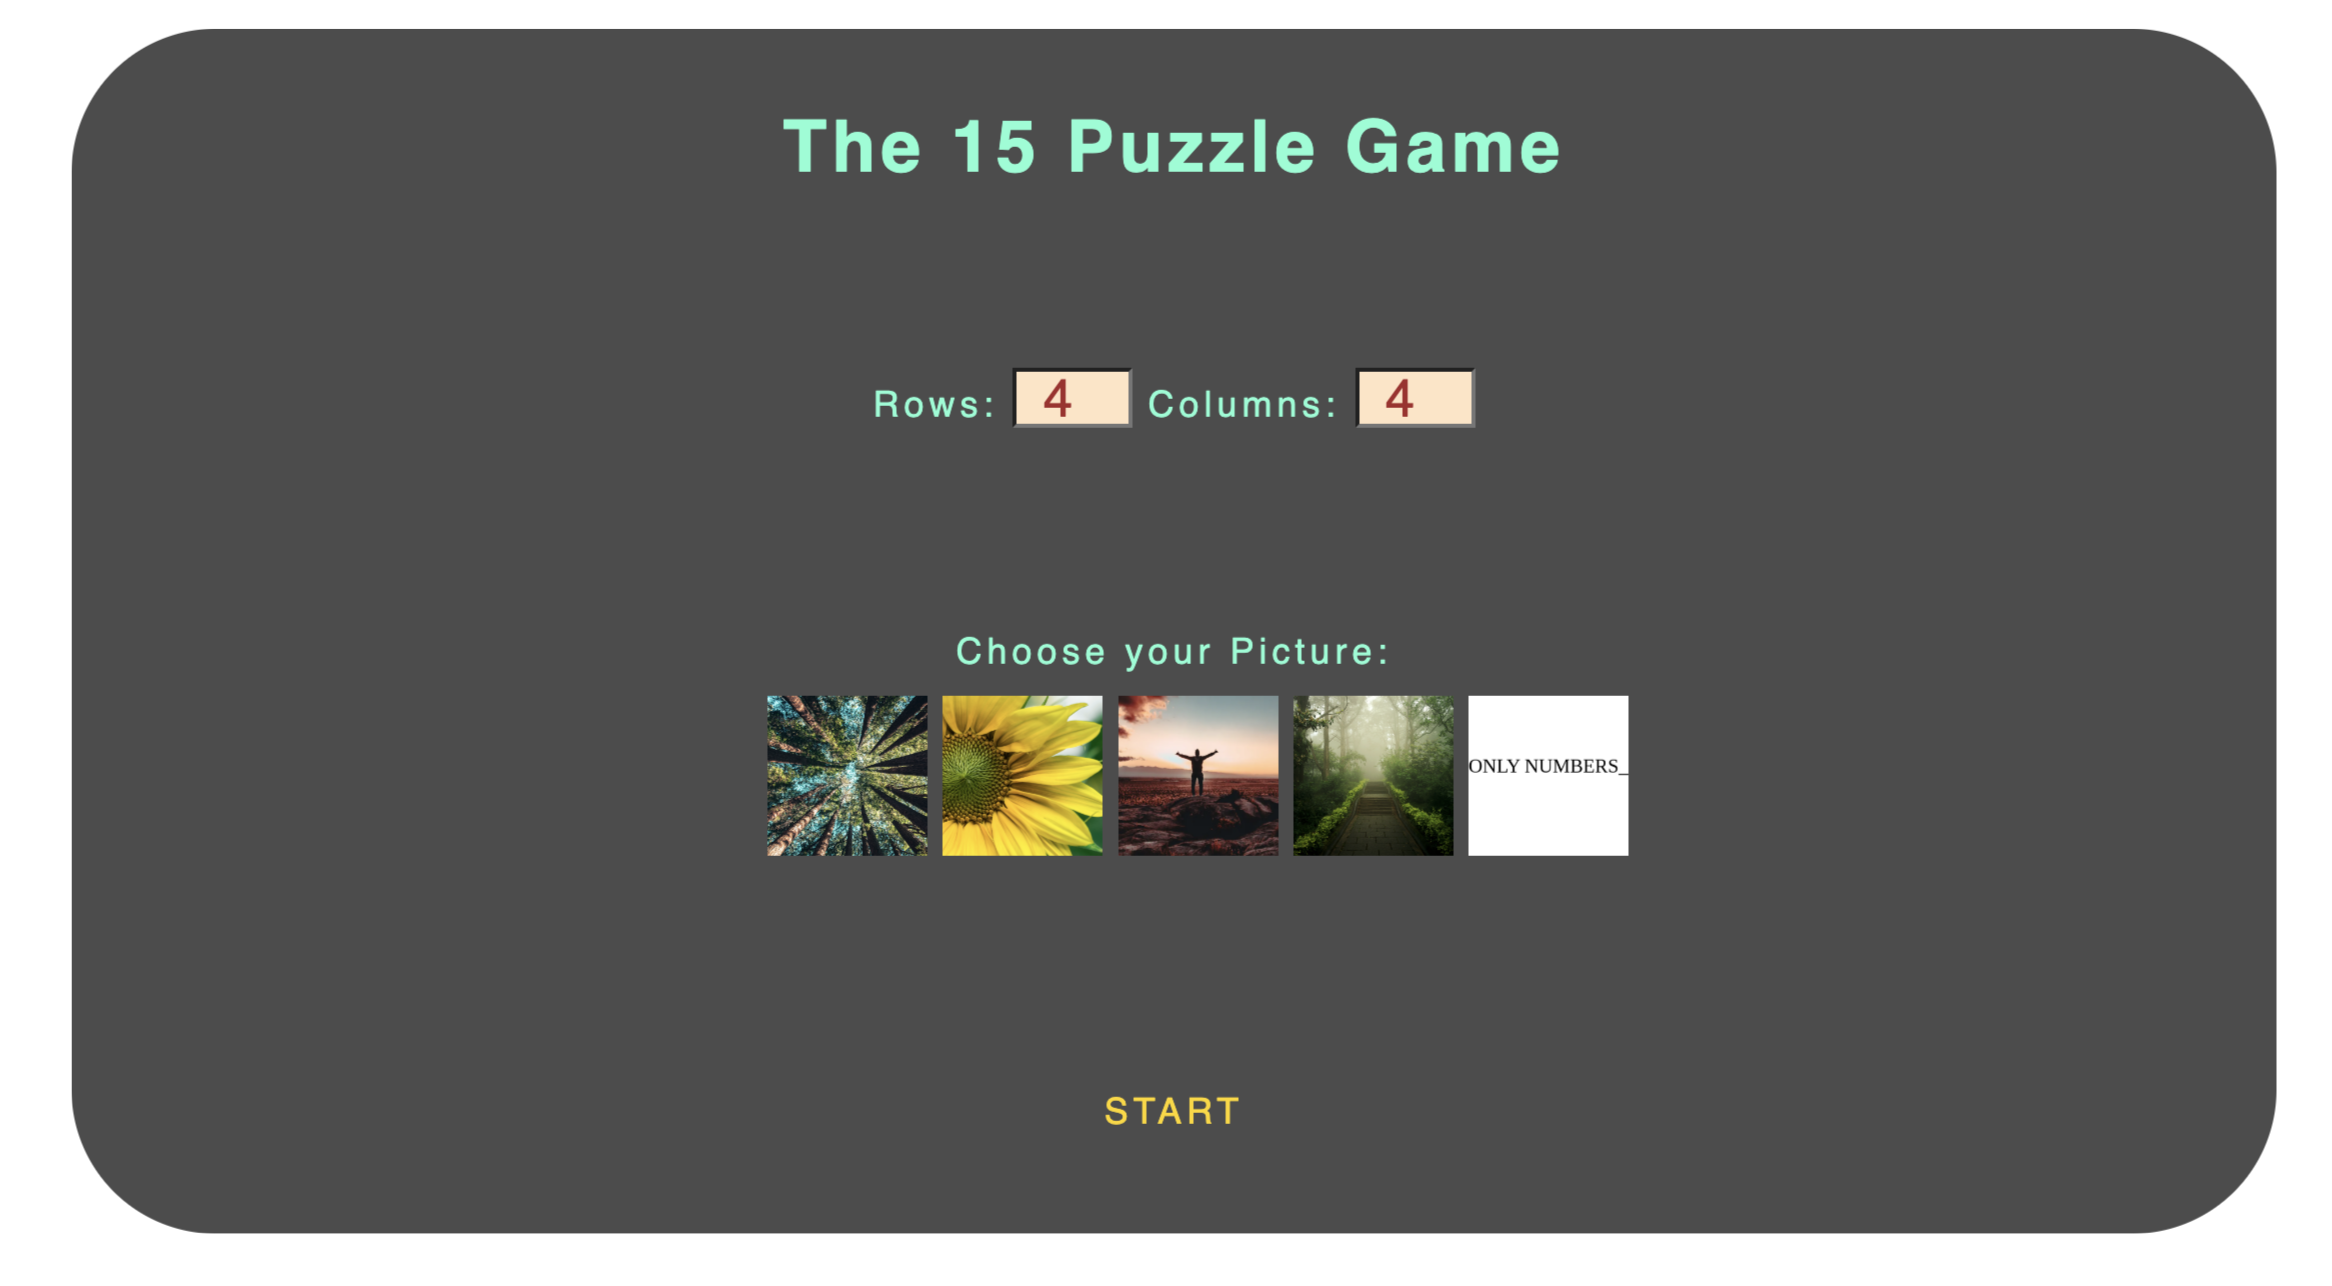 The 15 Puzzle Game
Rows: 4 Columns: 4
Choose your Picture:
ONLY NUMBERS_
START